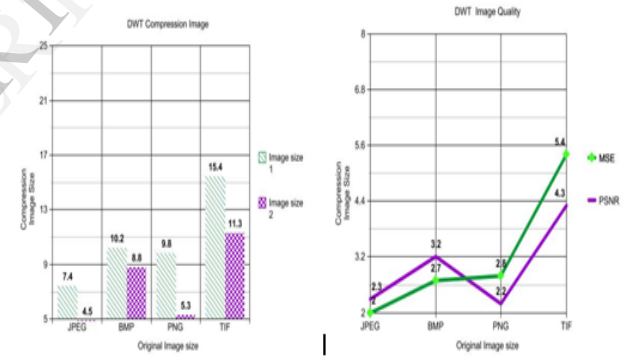 DWT Compression Image
25
21
17
13
9
5
Compression
Image Size
7.4
4.5
10.2
8.8
9.8
5.3
15.4
11.3
JPEG BMP PNG TIF
Original Image size
Image size
1
Image size
2
DWT Image Quality
8
6.8
5.6
4.4
3.2
2
Compression
Image Size
2.3
2
3.2
2.7
2.8
2.2
5.4
4.3
JPEG BMP PNG TIF
Original Image size
MSE
PSNR